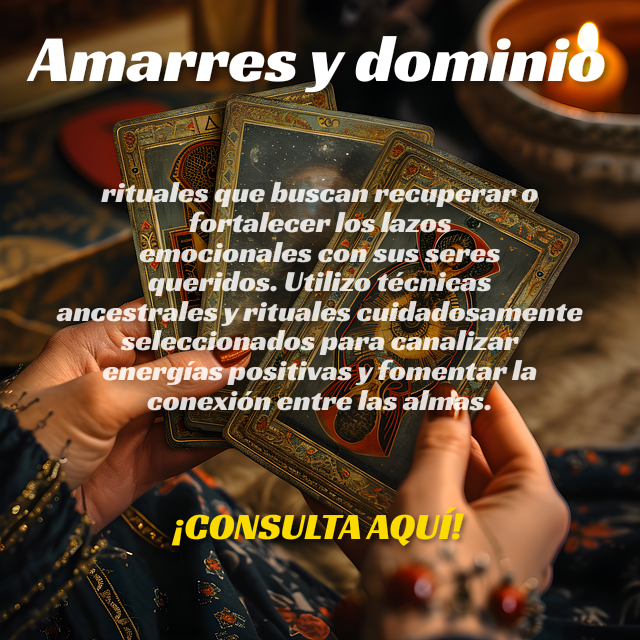 Amarres y dominio
rituales que buscan recuperar o
fortalecer los lazos
emocionales con sus seres
queridos. Utilizo técnicas
ancestrales y rituales cuidadosamente
seleccionados para canalizar
energías positivas y fomentar la
conexión entre las almas.
¡CONSULTA AQUÍ!